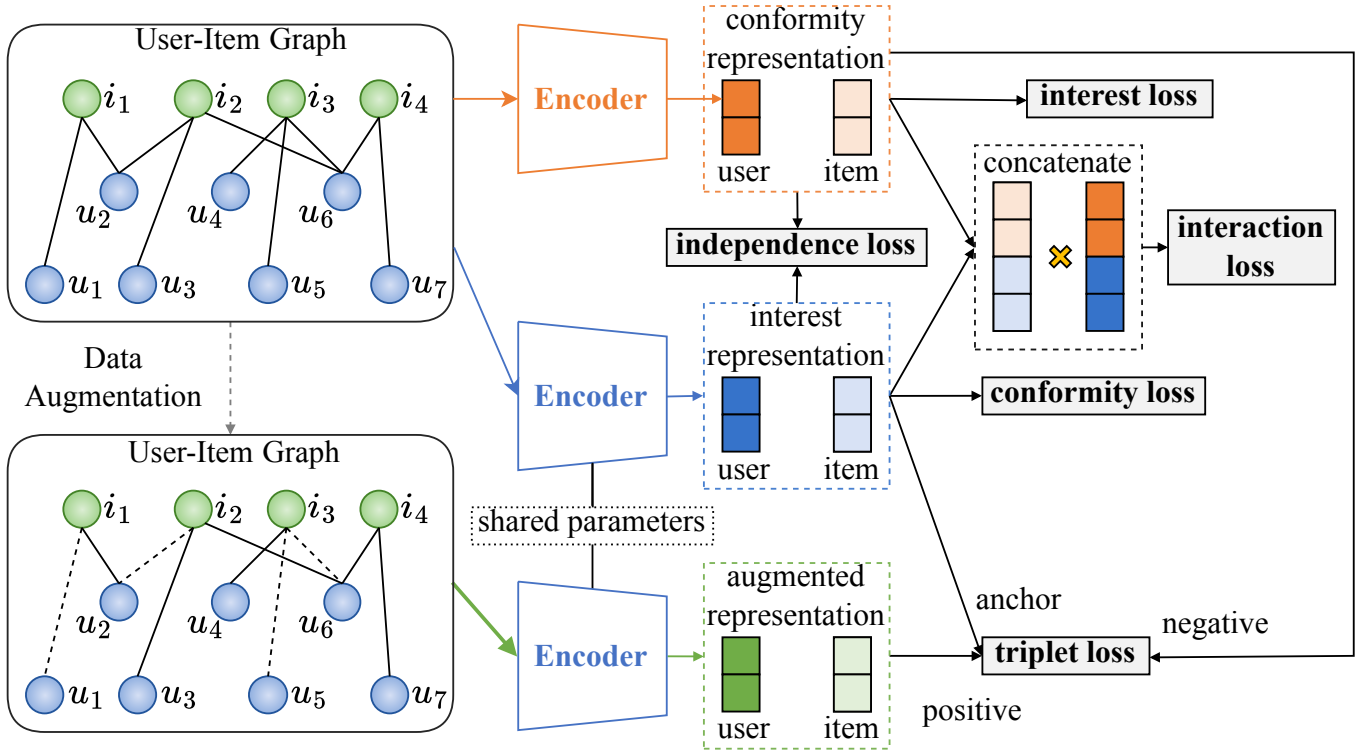 User-Item Graph
i1 i2 i3 i4
u2 u4 u6
u1 u3 u5 u7
Data
Augmentation
User-Item Graph
i1 i2 i3 i4
u2 u4 u6
u1 u3 u5 u7
Encoder
conformity
representation
user item
independence loss
Encoder
interest
representation
user item
shared parameters
Encoder
augmented
representation
user item
interest loss
concatenate
interaction
loss
conformity loss
anchor
negative
triplet loss
positive